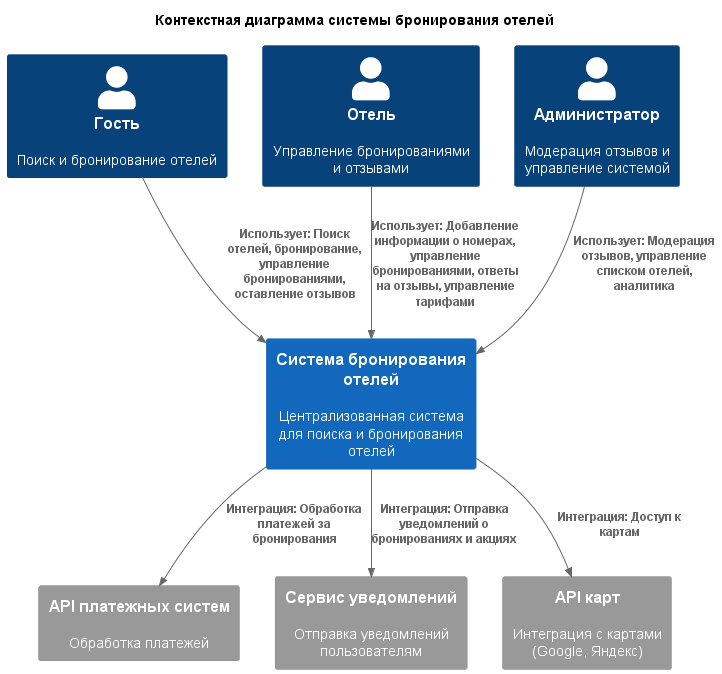 Контекстная диаграмма системы бронирования отелей
Гость
Поиск и бронирование отелей
Отель
Управление бронированиями
и отзывами
Администратор
Модерация отзывов и
управление системой
Использует: Поиск
отелей, бронирование,
управление
бронированиями,
оставление отзывов
Использует: Добавление
информации о номерах,
управление
бронированиями, ответы
на отзывы, управление
тарифами
Использует: Модерация
отзывов, управление
списком отелей,
аналитика
Система бронирования
отелей
Централизованная система
для поиска и бронирования
отелей
Интеграция: Обработка
платежей за
бронирования
Интеграция: Отправка
уведомлений о
бронированиях и акциях
Интеграция: Доступ к
картам
API платежных систем
Обработка платежей
Сервис уведомлений
Отправка уведомлений
пользователям
API карт
Интеграция с картами
(Google, Яндекс)